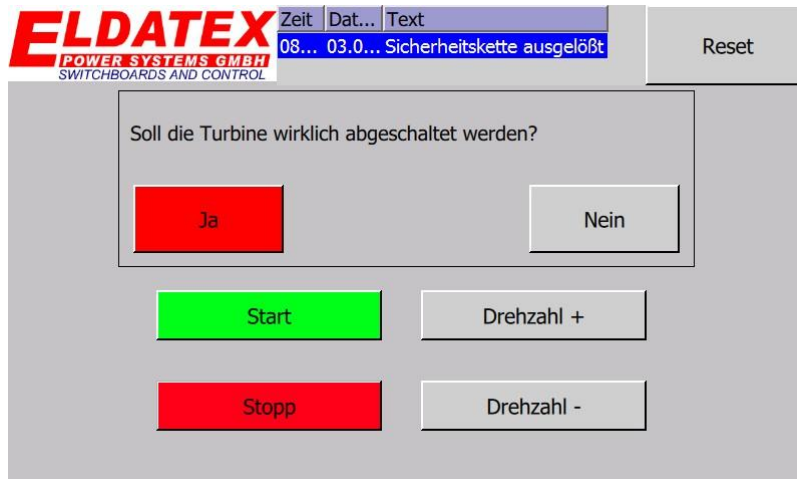 ELDATEX
POWER SYSTEMS GMBH
SWITCHBOARDS AND CONTROL
Zeit Dat... Text
08... 03.0... Sicherheitskette ausgelößt
Reset
Soll die Turbine wirklich abgeschaltet werden?
Ja Nein
Start Drehzahl +
Stopp Drehzahl -